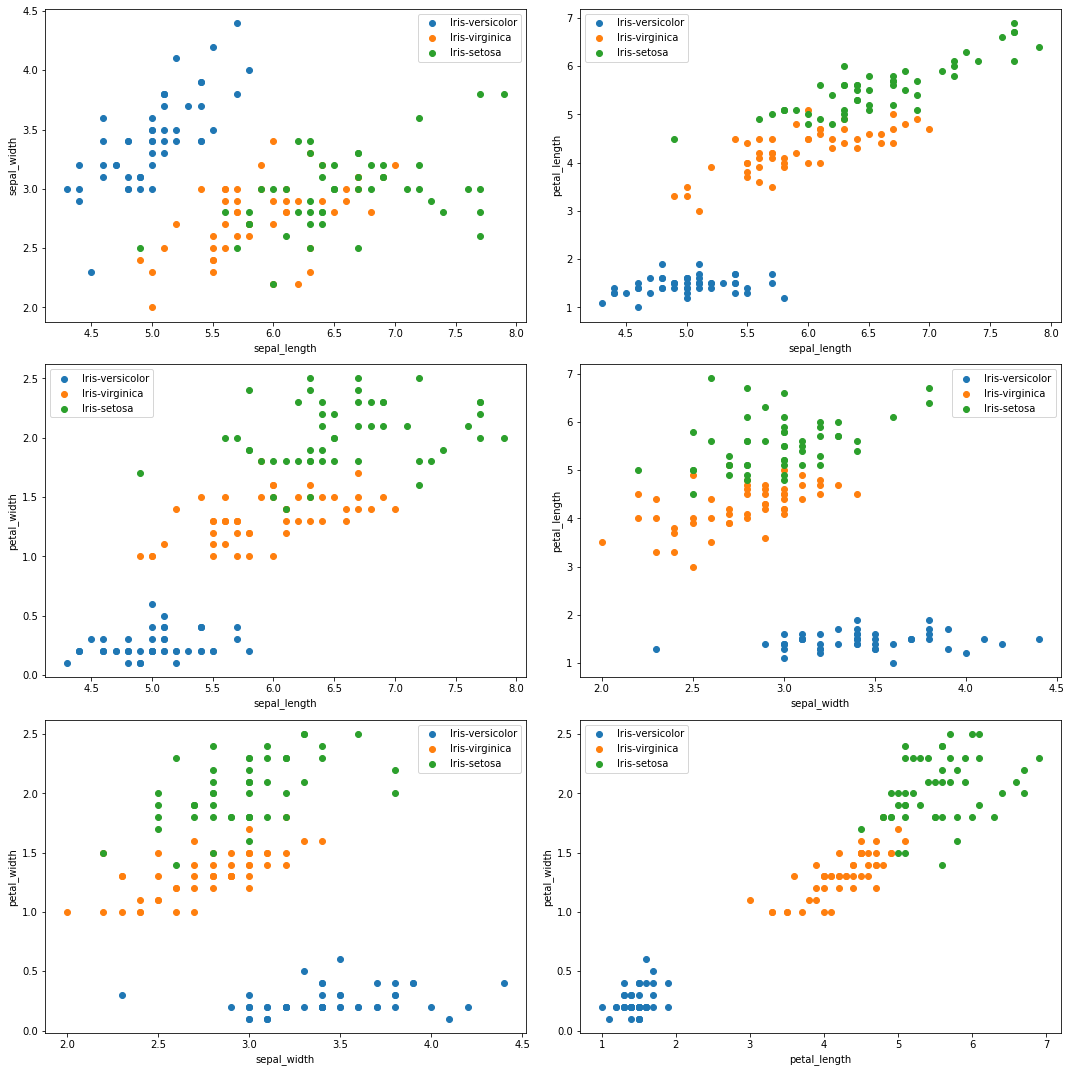 Iris-versicolor
Iris-virginica
Iris-setosa
sepal_width
4.5
4.0
3.5
3.0
2.5
2.0
4.5 5.0 5.5 6.0 6.5 7.0 7.5 8.0
sepal_length
Iris-versicolor
Iris-virginica
Iris-setosa
petal_length
7
6
5
4
3
2
1
4.5 5.0 5.5 6.0 6.5 7.0 7.5 8.0
sepal_length
Iris-versicolor
Iris-virginica
Iris-setosa
petal_width
2.5
2.0
1.5
1.0
0.5
0.0
4.5 5.0 5.5 6.0 6.5 7.0 7.5 8.0
sepal_length
Iris-versicolor
Iris-virginica
Iris-setosa
petal_length
7
6
5
4
3
2
1
2.0 2.5 3.0 3.5 4.0 4.5
sepal_width
Iris-versicolor
Iris-virginica
Iris-setosa
petal_width
2.5
2.0
1.5
1.0
0.5
0.0
2.0 2.5 3.0 3.5 4.0 4.5
sepal_width
Iris-versicolor
Iris-virginica
Iris-setosa
petal_width
2.5
2.0
1.5
1.0
0.5
0.0
1 2 3 4 5 6 7
petal_length